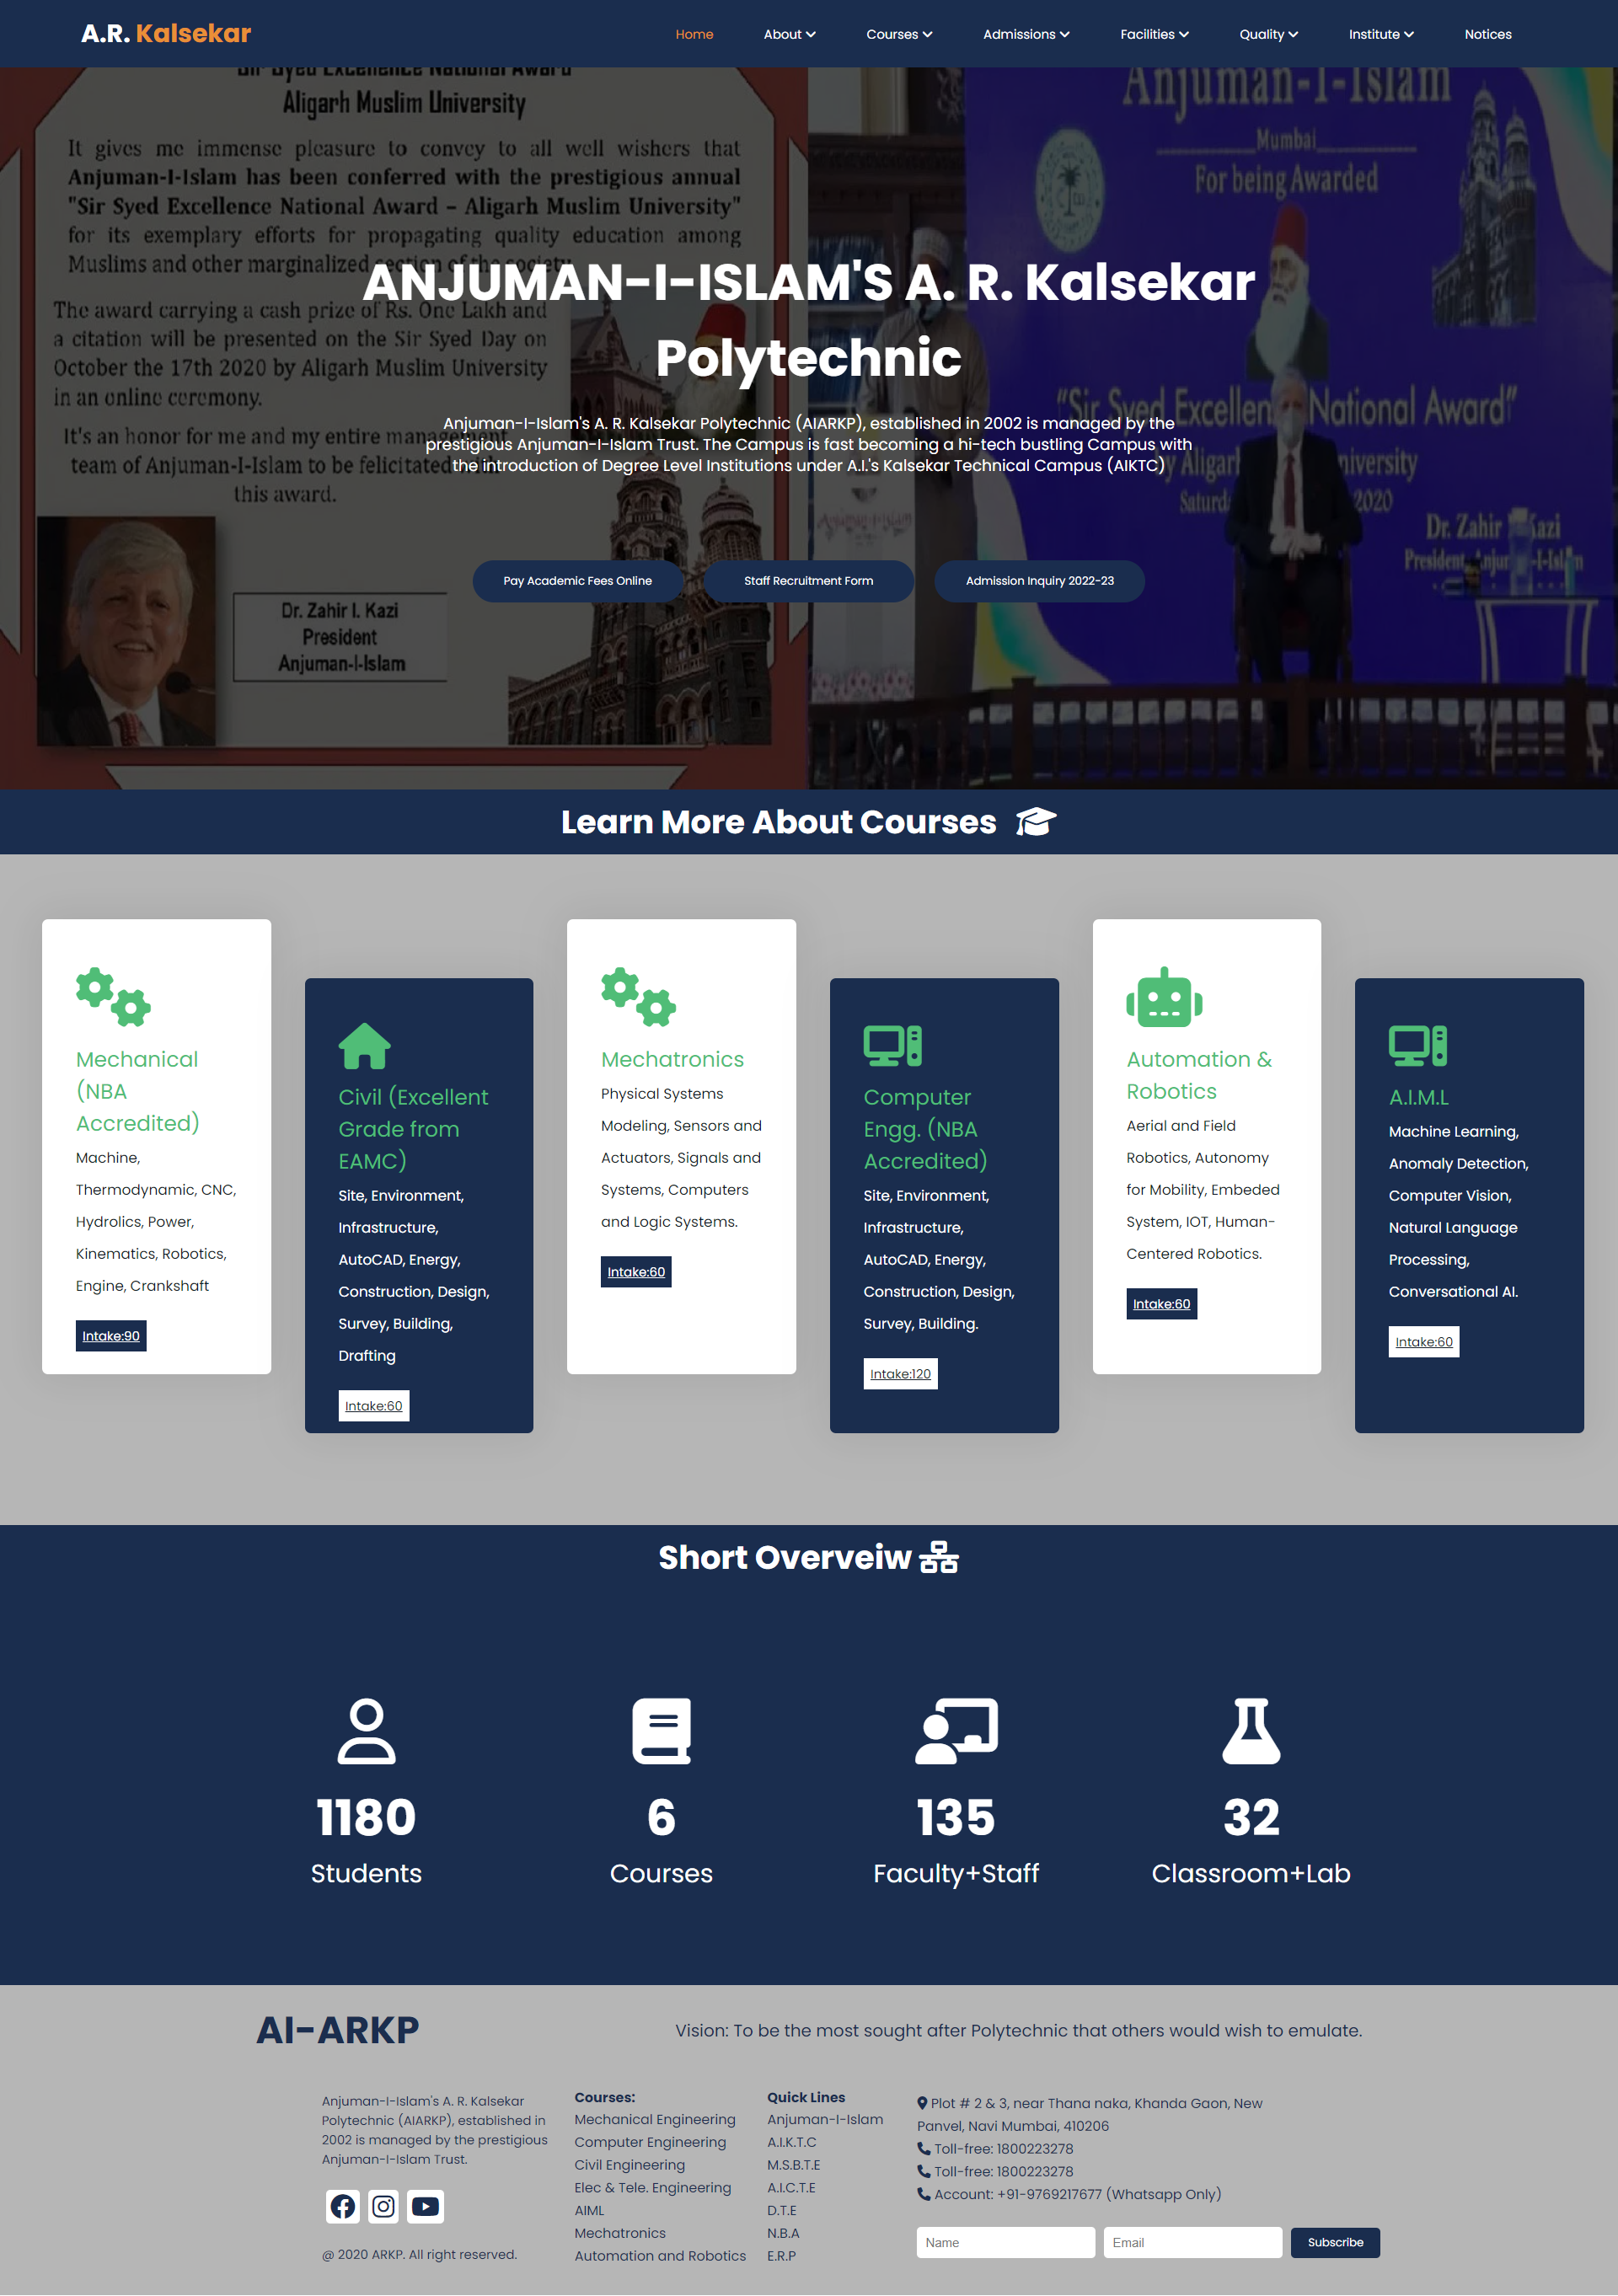 A.R. Kalsekar
Home
About
Courses
Admissions
Facilities
Quality
Institute
Notices
Sir Syed Excellence National Award
Aligarh Muslim University
It gives me immense pleasure to convey to all well wishers that
Anjuman-I-Islam has been conferred with the prestigious annual
"Sir Syed Excellence National Award – Aligarh Muslim University"
for its exemplary efforts for propagating quality education among
Muslims and other marginalized section of the society.
The award carrying a cash prize of Rs. One Lakh and
a citation will be presented on the Sir Syed Day on
October the 17th 2020 by Aligarh Muslim University
in an online ceremony.
It's an honor for me and my entire management
team of Anjuman-I-Islam to be felicitated with
this award.
Dr. Zahir I. Kazi
President
Anjuman-I-Islam
Anjuman-I-Islam
Mumbai
For being Awarded
"Sir Syed Excellen National Award"
Aligar niversity
Saturd 2020
Dr. Zahir Kazi
President
ANJUMAN-I-ISLAM'S A. R. Kalsekar
Polytechnic
Anjuman-I-Islam's A. R. Kalsekar Polytechnic (AIARKP), established in 2002 is managed by the
prestigious Anjuman-I-Islam Trust. The Campus is fast becoming a hi-tech bustling Campus with
the introduction of Degree Level Institutions under A.I.'s Kalsekar Technical Campus (AIKTC)
Pay Academic Fees Online
Staff Recruitment Form
Admission Inquiry 2022-23
Learn More About Courses
Mechanical
(NBA
Accredited)
Machine,
Thermodynamic, CNC,
Hydrolics, Power,
Kinematics, Robotics,
Engine, Crankshaft
Intake:90
Civil (Excellent
Grade from
EAMC)
Site, Environment,
Infrastructure,
AutoCAD, Energy,
Construction, Design,
Survey, Building,
Drafting
Intake:60
Mechatronics
Physical Systems
Modeling, Sensors and
Actuators, Signals and
Systems, Computers
and Logic Systems.
Intake:60
Computer
Engg. (NBA
Accredited)
Site, Environment,
Infrastructure,
AutoCAD, Energy,
Construction, Design,
Survey, Building.
Intake:120
Automation &
Robotics
Aerial and Field
Robotics, Autonomy
for Mobility, Embeded
System, IOT, Human-
Centered Robotics.
Intake:60
A.I.M.L
Machine Learning,
Anomaly Detection,
Computer Vision,
Natural Language
Processing,
Conversational AI.
Intake:60
Short Overveiw
1180
Students
6
Courses
135
Faculty+Staff
32
Classroom+Lab
AI-ARKP
Vision: To be the most sought after Polytechnic that others would wish to emulate.
Anjuman-I-Islam's A. R. Kalsekar
Polytechnic (AIARKP), established in
2002 is managed by the prestigious
Anjuman-I-Islam Trust.
@ 2020 ARKP. All right reserved.
Courses:
Mechanical Engineering
Computer Engineering
Civil Engineering
Elec & Tele. Engineering
AIML
Mechatronics
Automation and Robotics
Quick Lines
Anjuman-I-Islam
A.I.K.T.C
M.S.B.T.E
A.I.C.T.E
D.T.E
N.B.A
E.R.P
Plot # 2 & 3, near Thana naka, Khanda Gaon, New
Panvel, Navi Mumbai, 410206
Toll-free: 1800223278
Toll-free: 1800223278
Account: +91-9769217677 (Whatsapp Only)
Name
Email
Subscribe